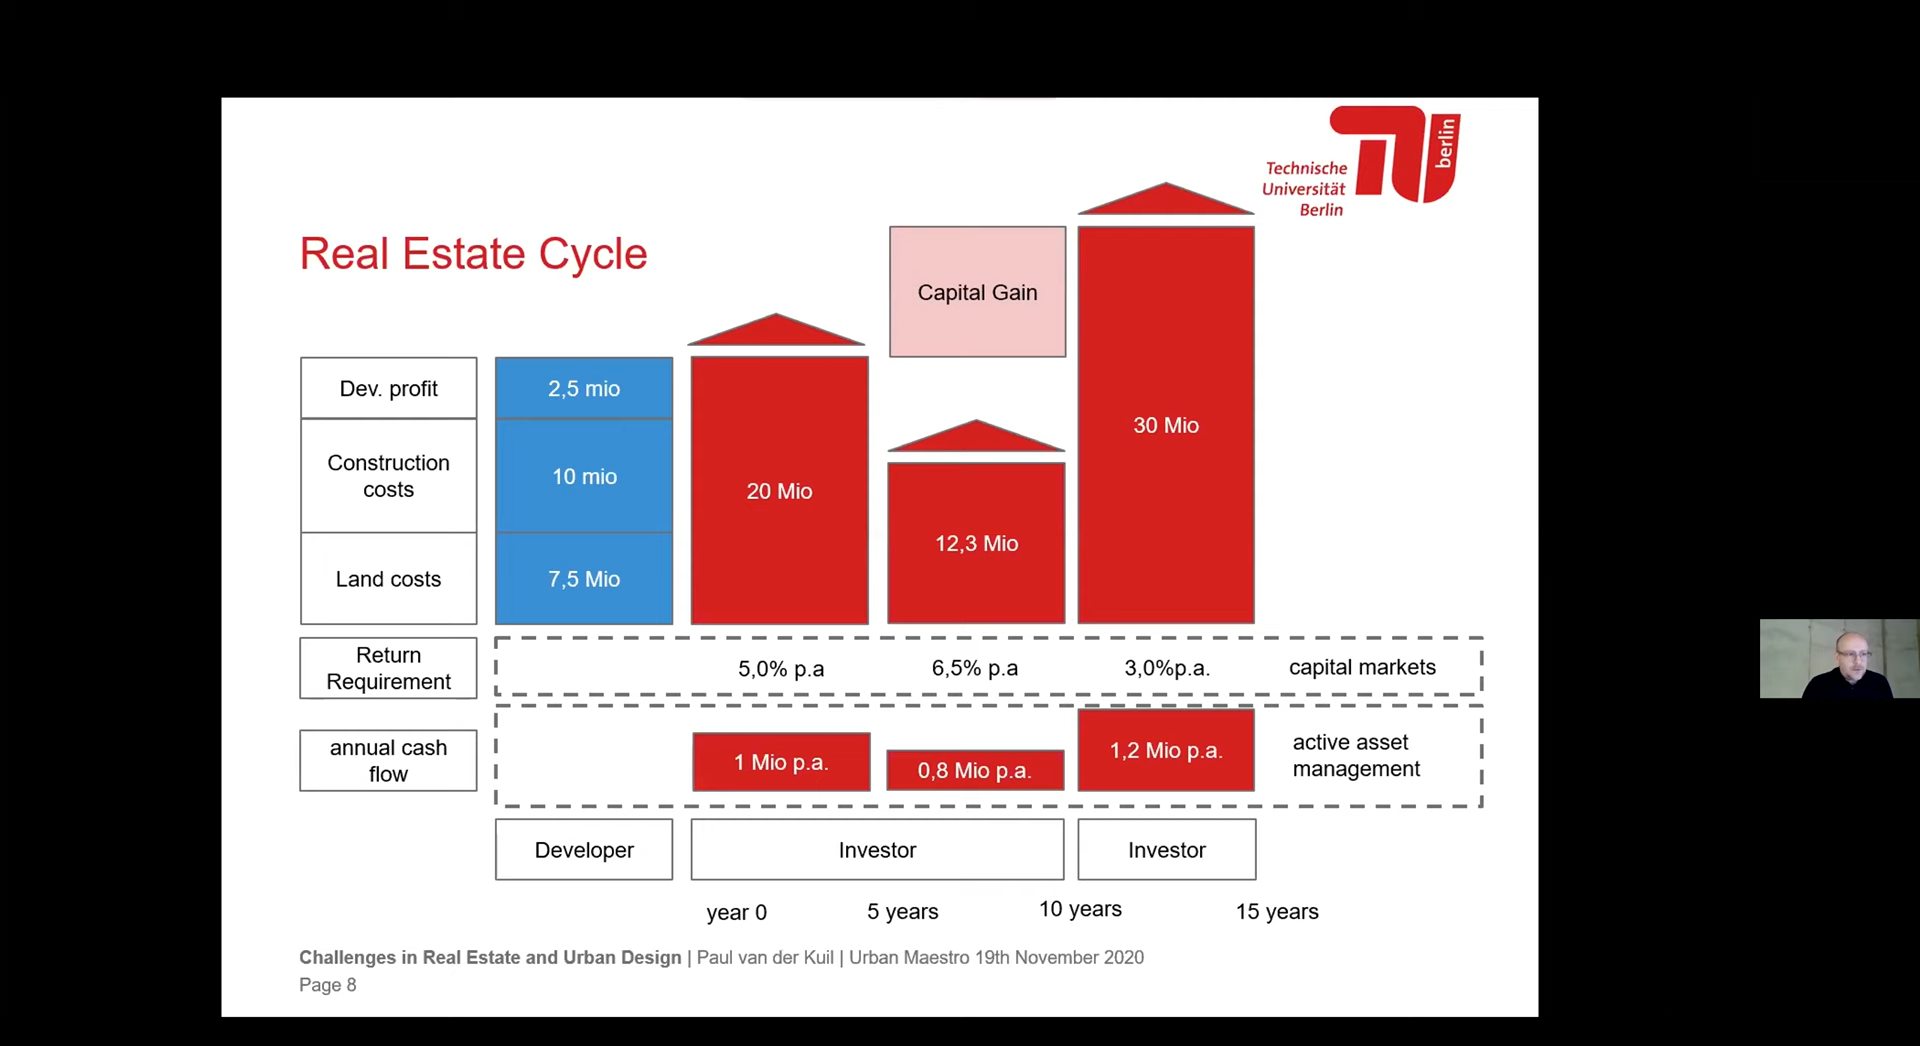 Technische
Universität
Berlin
berlin
Real Estate Cycle
Capital Gain
Dev. profit
2,5 mio
Construction
costs
10 mio
20 Mio
12,3 Mio
30 Mio
Land costs
7,5 Mio
Return
Requirement
5,0% p.a
6,5% p.a
3,0%p.a.
capital markets
annual cash
flow
1 Mio p.a.
0,8 Mio p.a.
1,2 Mio p.a.
active asset
management
Developer
Investor
Investor
year 0
5 years
10 years
15 years
Challenges in Real Estate and Urban Design | Paul van der Kuil | Urban Maestro 19th November 2020
Page 8